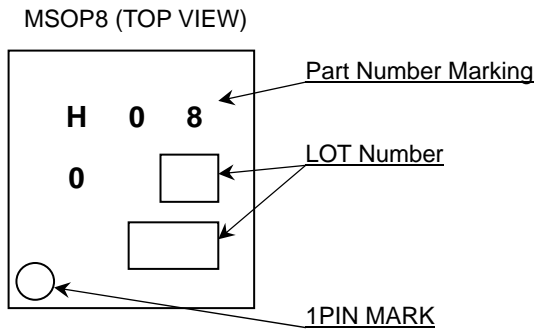 MSOP8 (TOP VIEW)
Part Number Marking
H 0 8
LOT Number
0
1PIN MARK